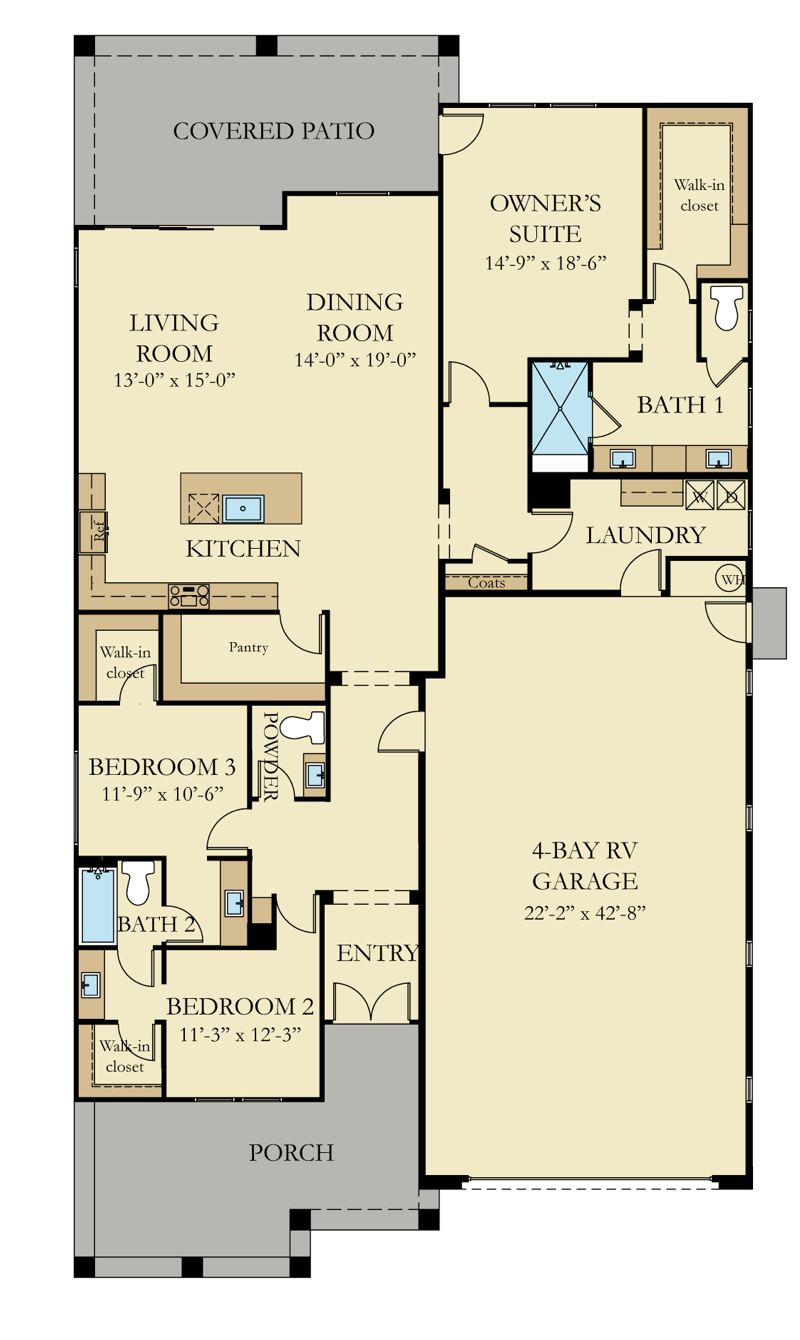 COVERED PATIO
OWNER'S
SUITE
14'-9" x 18'-6"
Walk-in
closet
LIVING
ROOM
13'-0" x 15'-0"
DINING
ROOM
14'-0" x 19'-0"
BATH 1
Ref
KITCHEN
W
D
LAUNDRY
Coats
WH
Walk-in
closet
Pantry
POWDER
BEDROOM 3
11'-9" x 10'-6"
4-BAY RV
GARAGE
22'-2" x 42'-8"
BATH 2
ENTRY
BEDROOM 2
11'-3" x 12'-3"
Walk-in
closet
PORCH